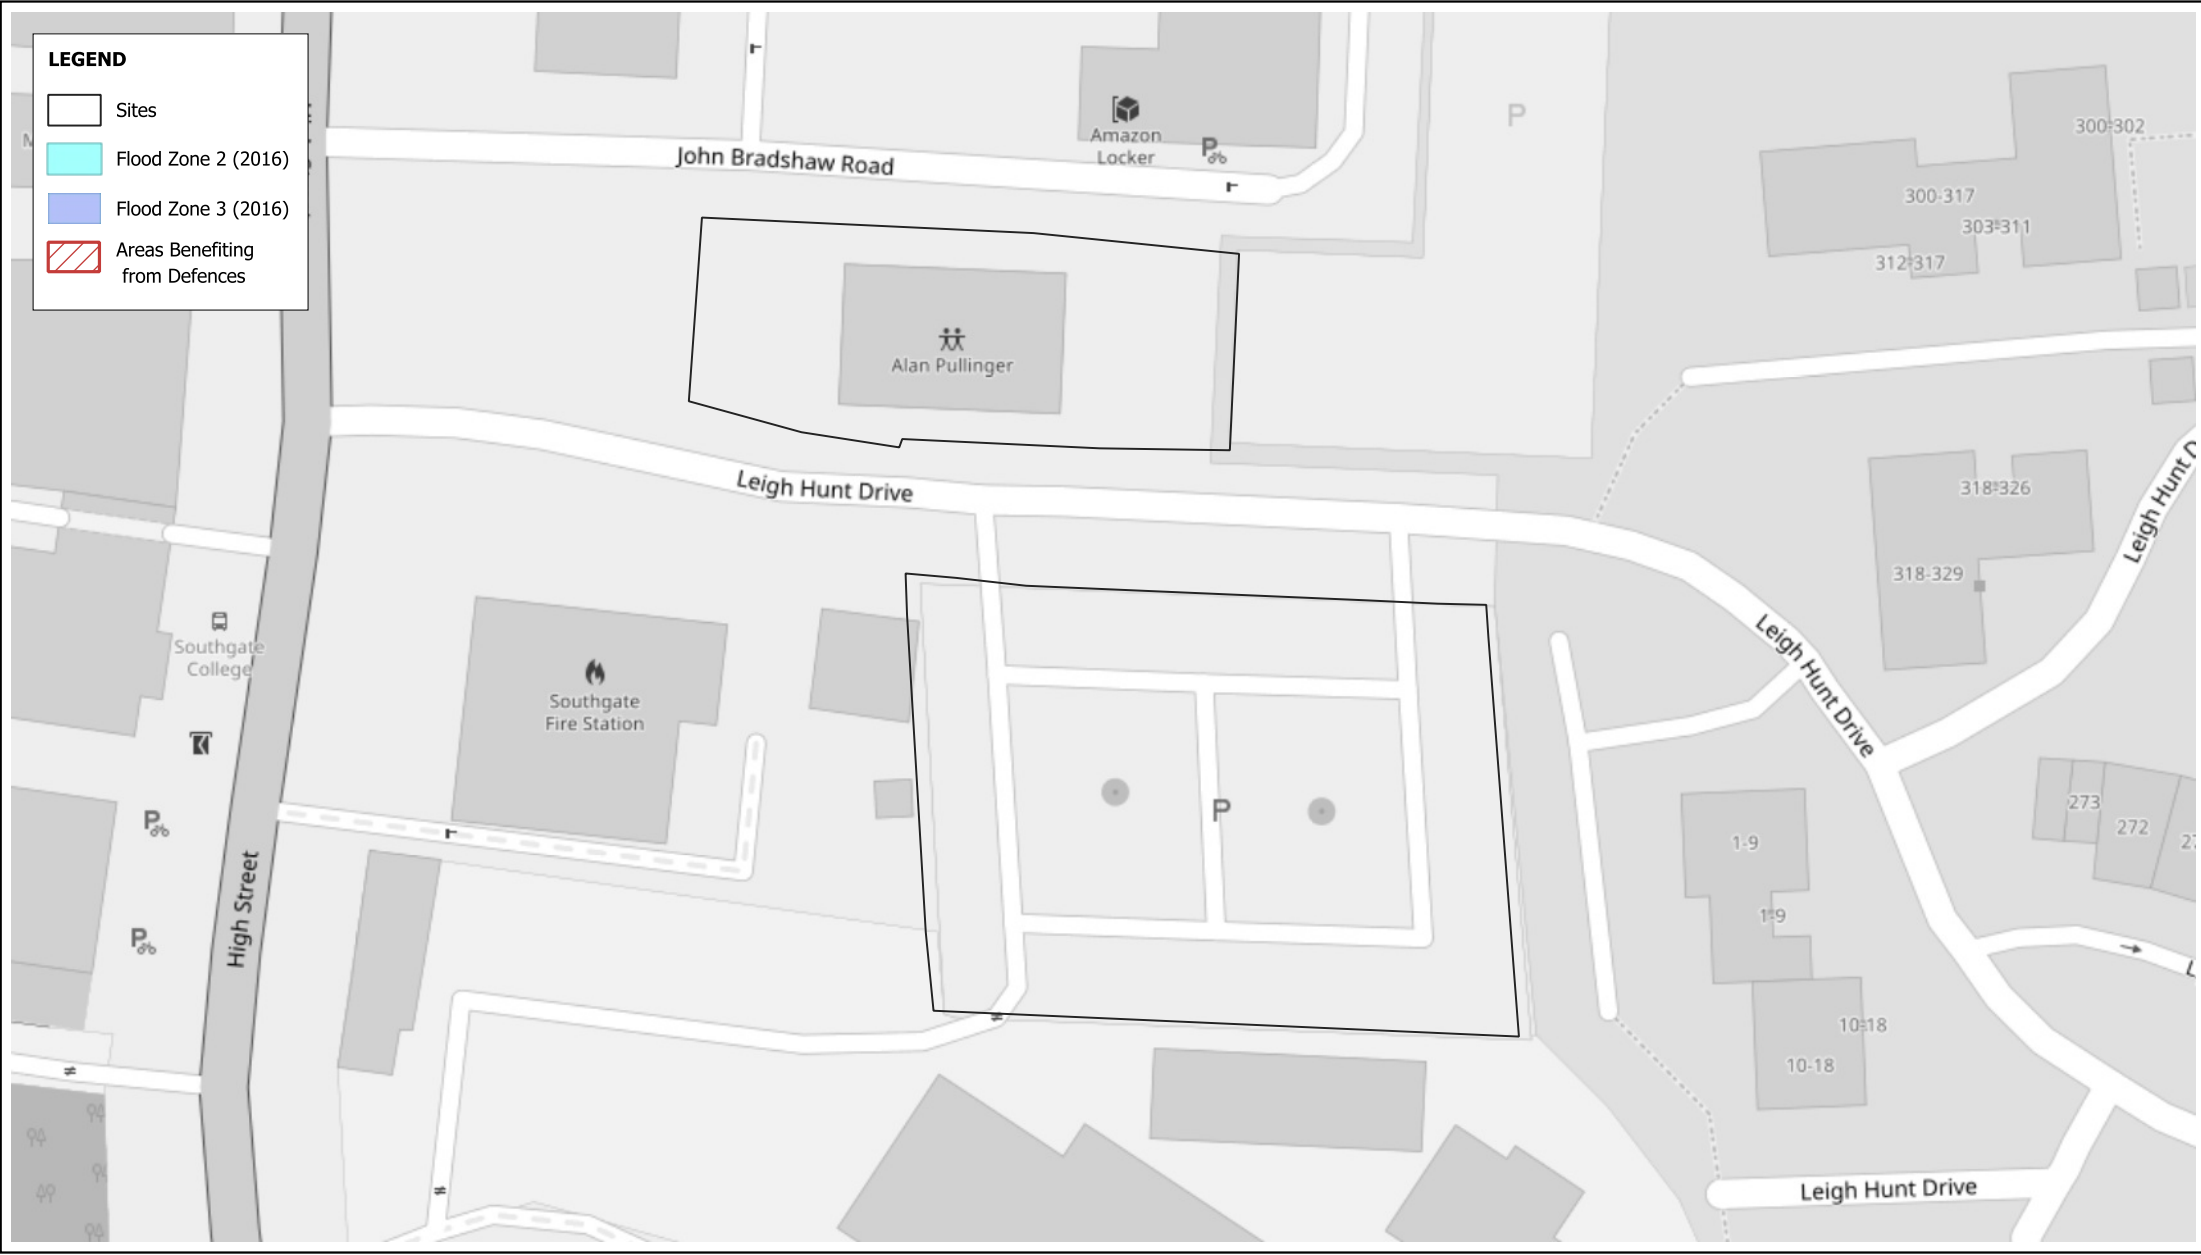 LEGEND
Sites
Flood Zone 2 (2016)
Flood Zone 3 (2016)
Areas Benefiting
from Defences
Amazon
Locker
P
P
300-302
John Bradshaw Road
300-317
303-311
312-317
Alan Pullinger
Leigh Hunt Drive
318-326
Leigh Hunt D
318-329
Southgate
College
Southgate
Fire Station
Leigh Hunt Drive
P
273
272
27
P
1-9
1-9
High Street
P
L
10-18
10-18
Leigh Hunt Drive